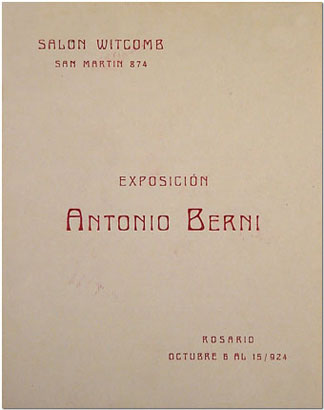 SALON WITCOMB
SAN MARTIN 874
EXPOSICIÓN
ANTONIO BERNI
ROSARIO
OCTUBRE 6 AL 15/924